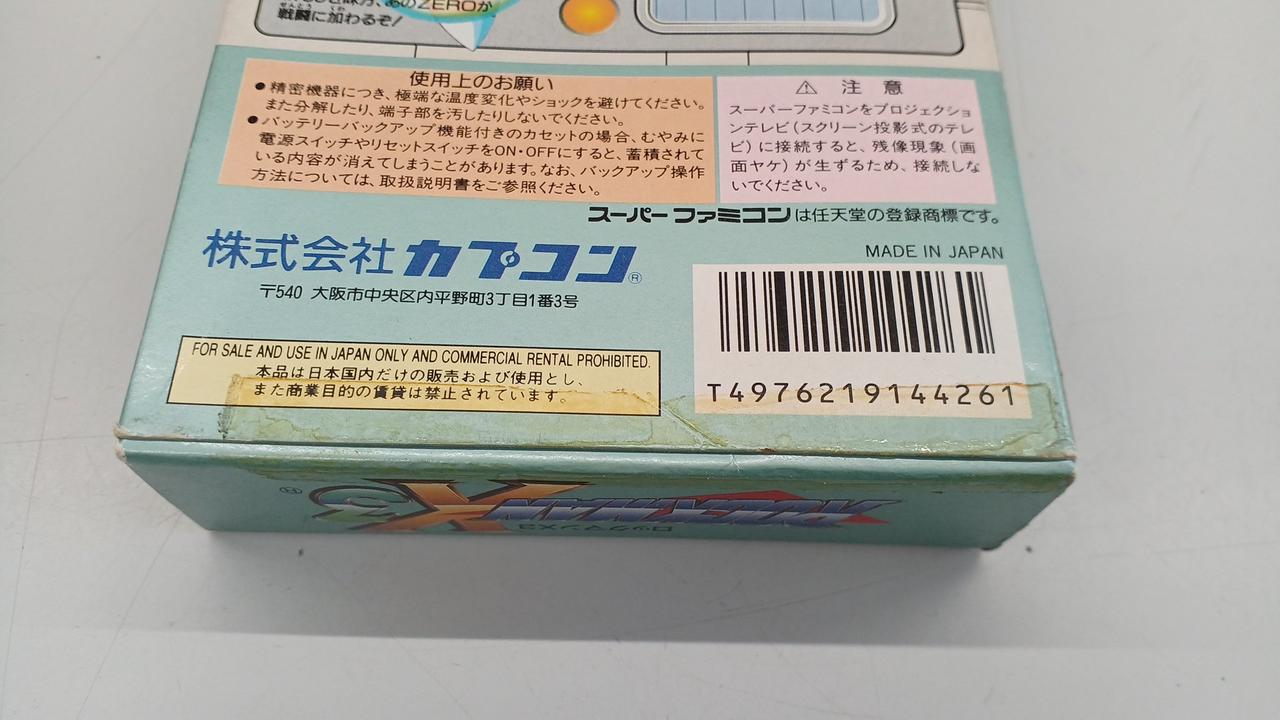 あのZEROが
戦闘に加わるぞ!
使用上のお願い
●精密機器につき、極端な温度変化やショックを避けてください。
また分解したり、端子部を汚したりしないでください。
●バッテリーバックアップ機能付きのカセットの場合、むやみに
電源スイッチやリセットスイッチをON・OFFにすると、蓄積されて
いる内容が消えてしまうことがあります。なお、バックアップ操作
方法については、取扱説明書をご参照ください。
⚠ 注意
スーパーファミコンをプロジェクショ
ンテレビ(スクリーン投影式のテレ
ビ)に接続すると、残像現象(画
面ヤケ)が生ずるため、接続しな
いでください。
スーパーファミコンは任天堂の登録商標です。
株式会社カプコン®
〒540 大阪市中央区内平野町3丁目1番3号
MADE IN JAPAN
T4976219144261
FOR SALE AND USE IN JAPAN ONLY AND COMMERCIAL RENTAL PROHIBITED.
本品は日本国内だけの販売および使用とし、
また商業目的の賃貸は禁止されています。
ロックマンX3
ROCKMAN X3 ®